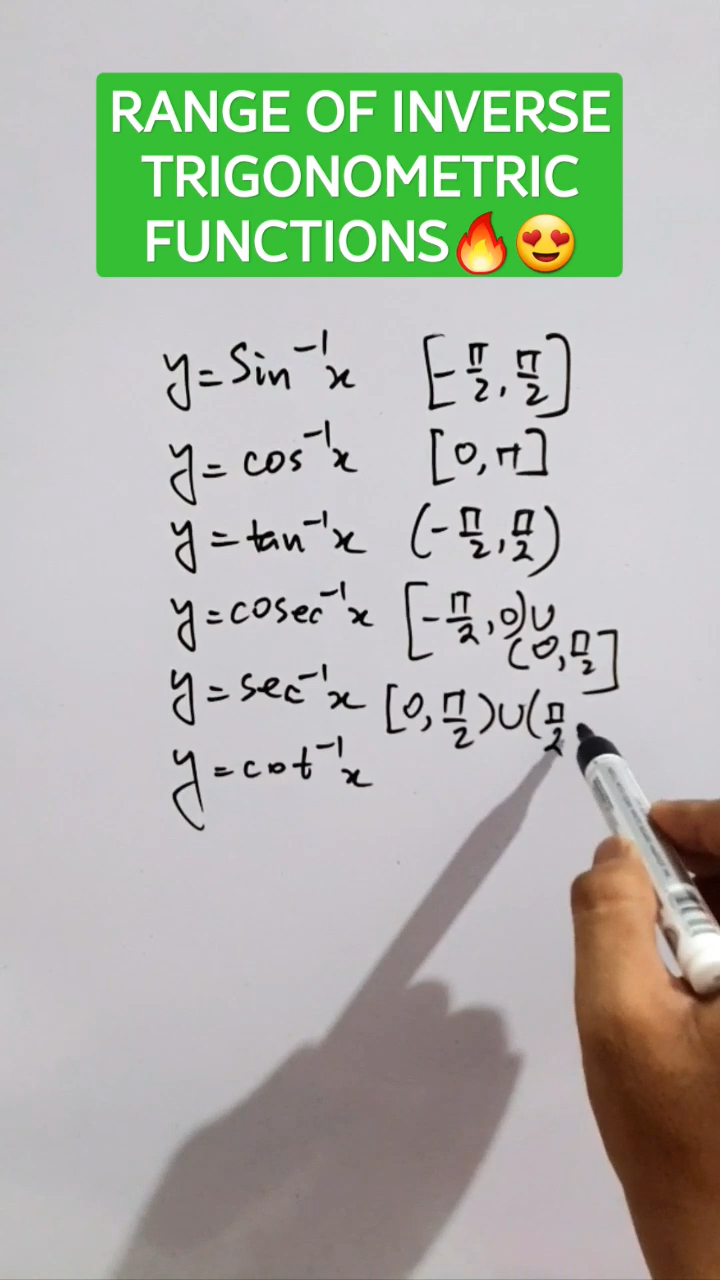 RANGE OF INVERSE
TRIGONOMETRIC
FUNCTIONS🔥😍
y = Sin⁻¹x [-π/2, π/2]
y = cos⁻¹x [0, π]
y = tan⁻¹x (-π/2, π/2)
y = cosec⁻¹x [-π/2, 0)∪
(0, π/2]
y = sec⁻¹x [0, π/2)∪(π/2
y = cot⁻¹x